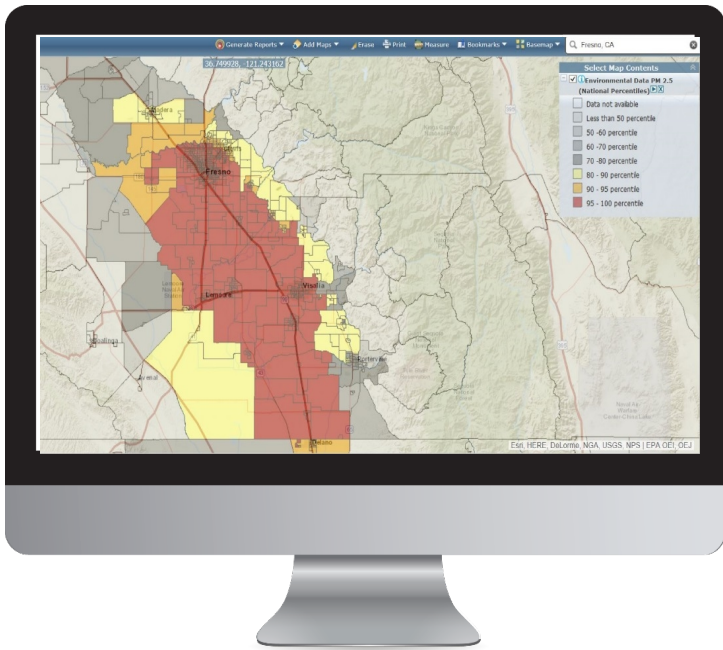 Generate Reports Add Maps Erase Print Measure Bookmarks Basemap Fresno, CA
36.749928, -121.243162
Select Map Contents
Environmental Data PM 2.5
(National Percentiles)
Data not available
Less than 50 percentile
50 -60 percentile
60 -70 percentile
70 -80 percentile
80 - 90 percentile
90 - 95 percentile
95 - 100 percentile
Fresno
Visalia
Lemoore
Porterville
Avenal
Delano
Esri, HERE, DeLorme, NGA, USGS, NPS | EPA OEI, OEJ